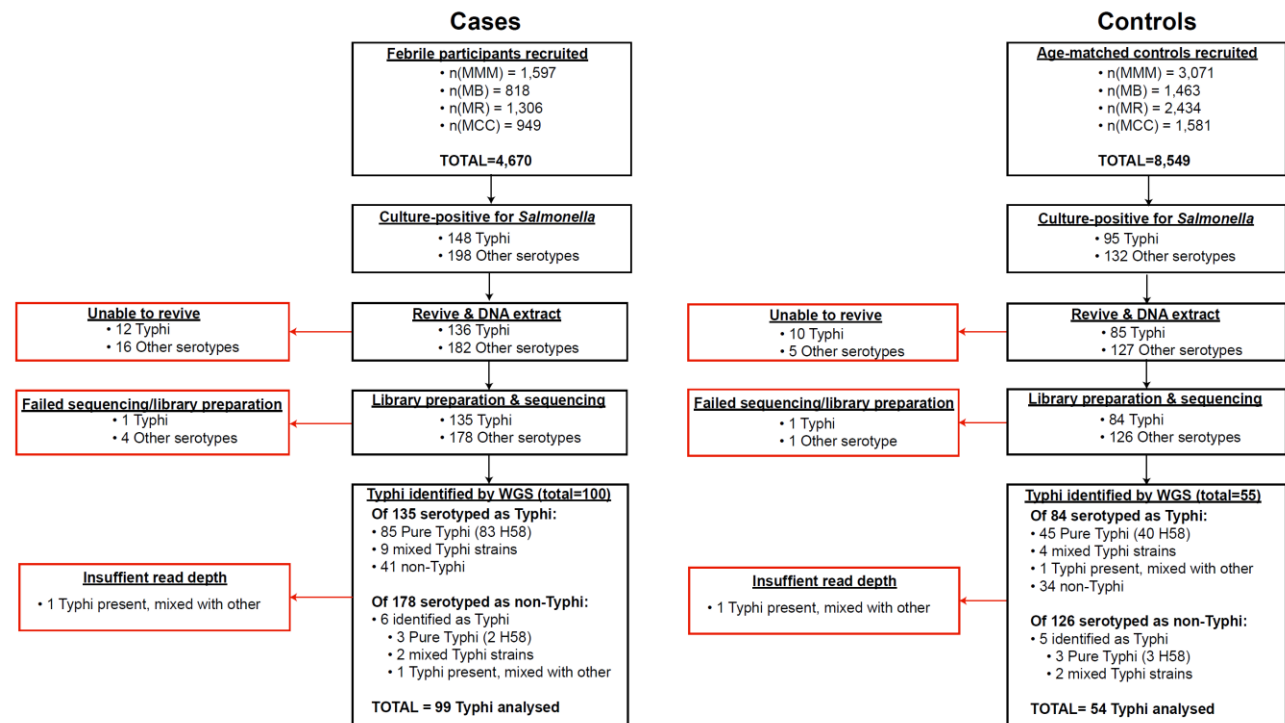 Cases
Febrile participants recruited
• n(MMM) = 1,597
• n(MB) = 818
• n(MR) = 1,306
• n(MCC) = 949
TOTAL=4,670
Culture-positive for Salmonella
• 148 Typhi
• 198 Other serotypes
Unable to revive
• 12 Typhi
• 16 Other serotypes
Revive & DNA extract
• 136 Typhi
• 182 Other serotypes
Failed sequencing/library preparation
• 1 Typhi
• 4 Other serotypes
Library preparation & sequencing
• 135 Typhi
• 178 Other serotypes
Typhi identified by WGS (total=100)
Of 135 serotyped as Typhi:
• 85 Pure Typhi (83 H58)
• 9 mixed Typhi strains
• 41 non-Typhi
Insuffient read depth
• 1 Typhi present, mixed with other
Of 178 serotyped as non-Typhi:
• 6 identified as Typhi
• 3 Pure Typhi (2 H58)
• 2 mixed Typhi strains
• 1 Typhi present, mixed with other
TOTAL = 99 Typhi analysed
Controls
Age-matched controls recruited
• n(MMM) = 3,071
• n(MB) = 1,463
• n(MR) = 2,434
• n(MCC) = 1,581
TOTAL=8,549
Culture-positive for Salmonella
• 95 Typhi
• 132 Other serotypes
Unable to revive
• 10 Typhi
• 5 Other serotypes
Revive & DNA extract
• 85 Typhi
• 127 Other serotypes
Failed sequencing/library preparation
• 1 Typhi
• 1 Other serotype
Library preparation & sequencing
• 84 Typhi
• 126 Other serotypes
Typhi identified by WGS (total=55)
Of 84 serotyped as Typhi:
• 45 Pure Typhi (40 H58)
• 4 mixed Typhi strains
• 1 Typhi present, mixed with other
• 34 non-Typhi
Insuffient read depth
• 1 Typhi present, mixed with other
Of 126 serotyped as non-Typhi:
• 5 identified as Typhi
• 3 Pure Typhi (3 H58)
• 2 mixed Typhi strains
TOTAL= 54 Typhi analysed